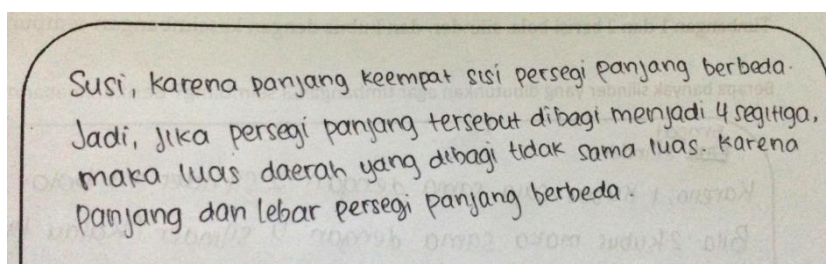 Susi, karena panjang keempat sisi persegi panjang berbeda.
Jadi, jika persegi panjang tersebut dibagi menjadi 4 segitiga,
maka luas daerah yang dibagi tidak sama luas. Karena
panjang dan lebar persegi panjang berbeda.